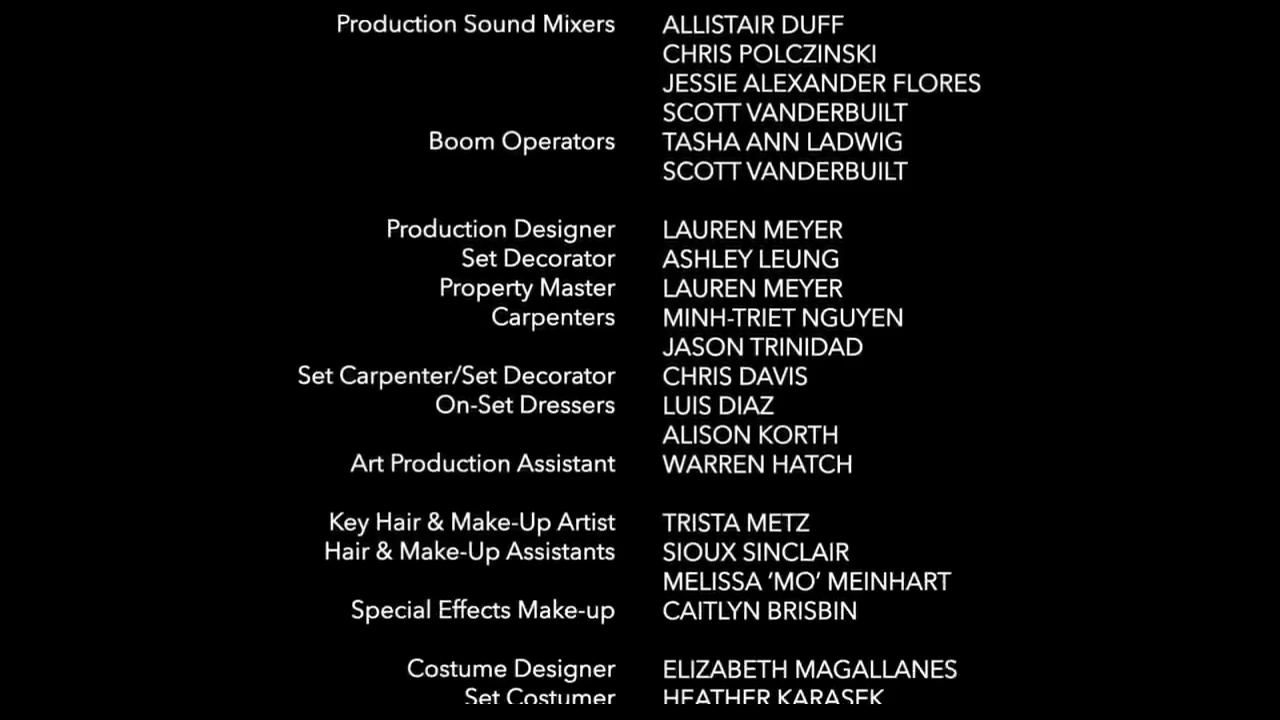 Production Sound Mixers ALLISTAIR DUFF
CHRIS POLCZINSKI
JESSIE ALEXANDER FLORES
SCOTT VANDERBUILT
Boom Operators TASHA ANN LADWIG
SCOTT VANDERBUILT
Production Designer LAUREN MEYER
Set Decorator ASHLEY LEUNG
Property Master LAUREN MEYER
Carpenters MINH-TRIET NGUYEN
JASON TRINIDAD
Set Carpenter/Set Decorator CHRIS DAVIS
On-Set Dressers LUIS DIAZ
ALISON KORTH
Art Production Assistant WARREN HATCH
Key Hair & Make-Up Artist TRISTA METZ
Hair & Make-Up Assistants SIOUX SINCLAIR
MELISSA ‘MO’ MEINHART
Special Effects Make-up CAITLYN BRISBIN
Costume Designer ELIZABETH MAGALLANES
Set Costumer HEATHER KARASEK